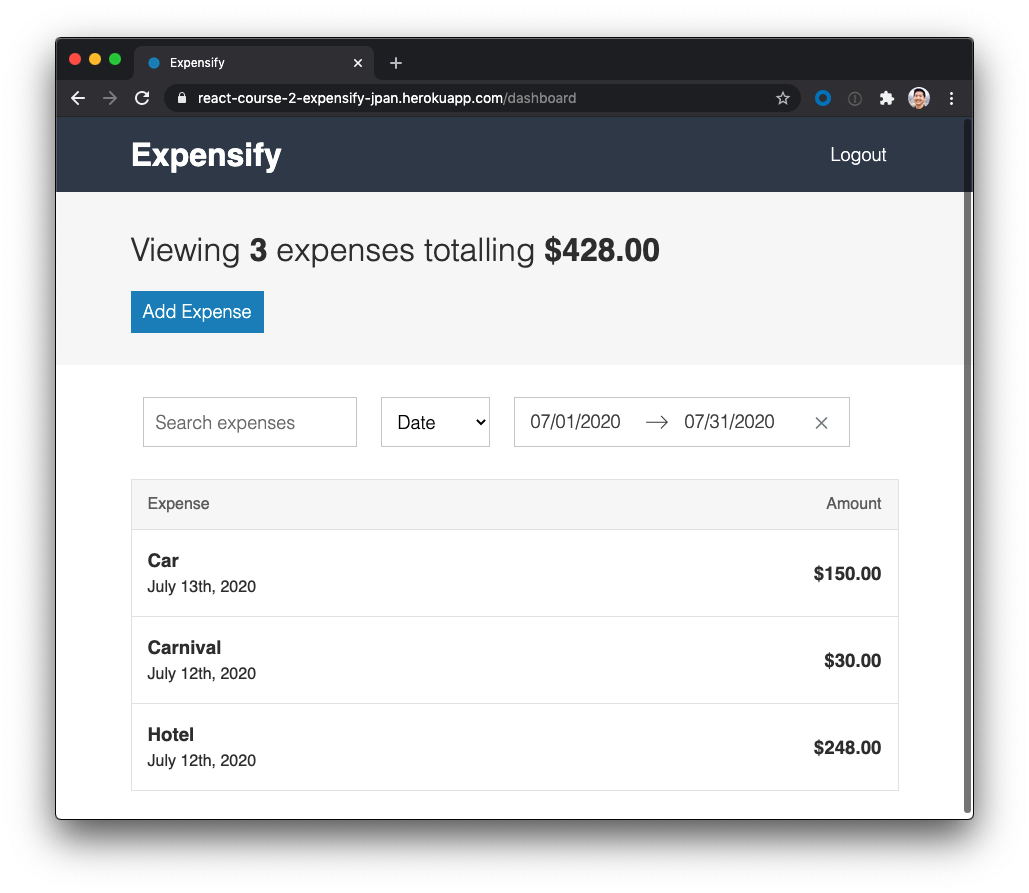 Expensify
react-course-2-expensify-jpan.herokuapp.com/dashboard
Expensify Logout
Viewing 3 expenses totalling $428.00
Add Expense
Search expenses Date 07/01/2020 07/31/2020
Expense Amount
Car
July 13th, 2020
$150.00
Carnival
July 12th, 2020
$30.00
Hotel
July 12th, 2020
$248.00